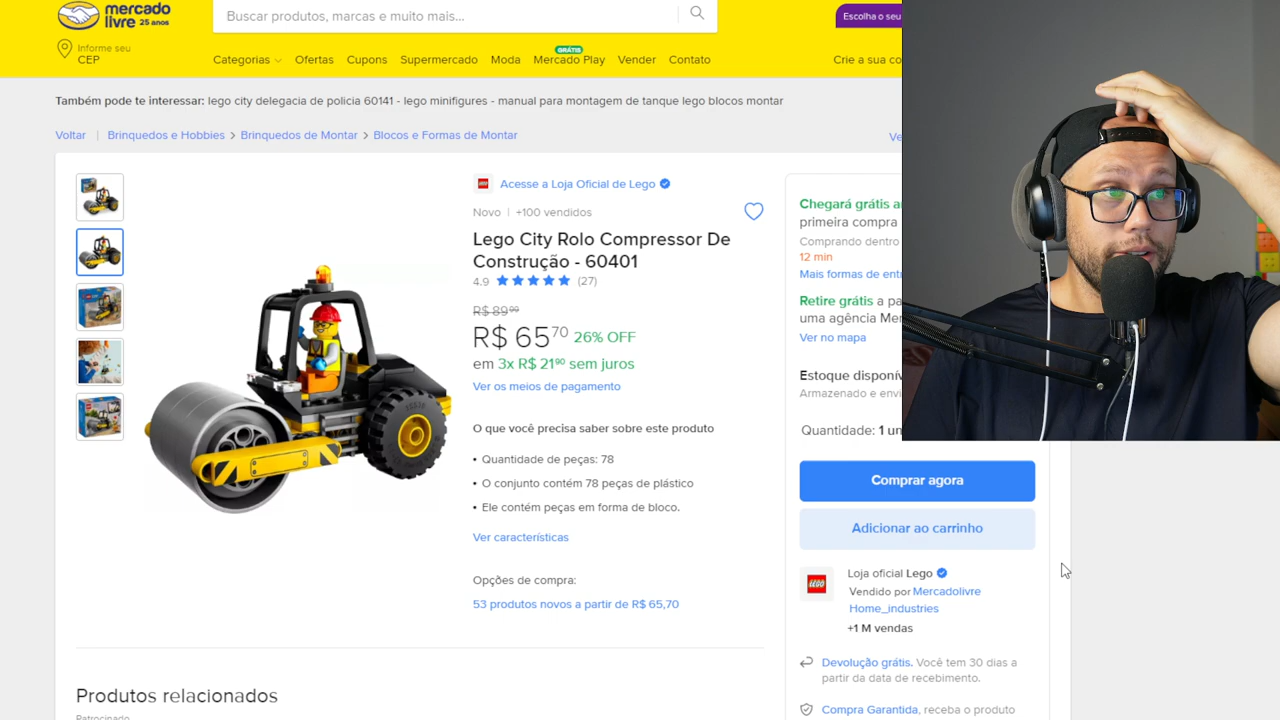 mercado
livre 25 anos
Buscar produtos, marcas e muito mais...
Escolha o seu
Informe seu
CEP
GRÁTIS
Categorias
Ofertas
Cupons
Supermercado
Moda
Mercado Play
Vender
Contato
Crie a sua co
Também pode te interessar: lego city delegacia de policia 60141 - lego minifigures - manual para montagem de tanque lego blocos montar
Voltar | Brinquedos e Hobbies > Brinquedos de Montar > Blocos e Formas de Montar
Ve
Acesse a Loja Oficial de Lego
Novo | +100 vendidos
Lego City Rolo Compressor De
Construção - 60401
4.9 (27)
R$ 89⁹⁹
R$ 65⁷⁰ 26% OFF
em 3x R$ 21⁹⁰ sem juros
Ver os meios de pagamento
O que você precisa saber sobre este produto
• Quantidade de peças: 78
• O conjunto contém 78 peças de plástico
• Ele contém peças em forma de bloco.
Ver características
Opções de compra:
53 produtos novos a partir de R$ 65,70
Produtos relacionados
Patrocinado
Chegará grátis a
primeira compra
Comprando dentro
12 min
Mais formas de ent
Retire grátis a pa
uma agência Mer
Ver no mapa
Estoque disponív
Armazenado e envi
Quantidade: 1 un
Comprar agora
Adicionar ao carrinho
LEGO
Loja oficial Lego
Vendido por Mercadolivre
Home_industries
+1 M vendas
Devolução grátis. Você tem 30 dias a
partir da data de recebimento.
Compra Garantida, receba o produto